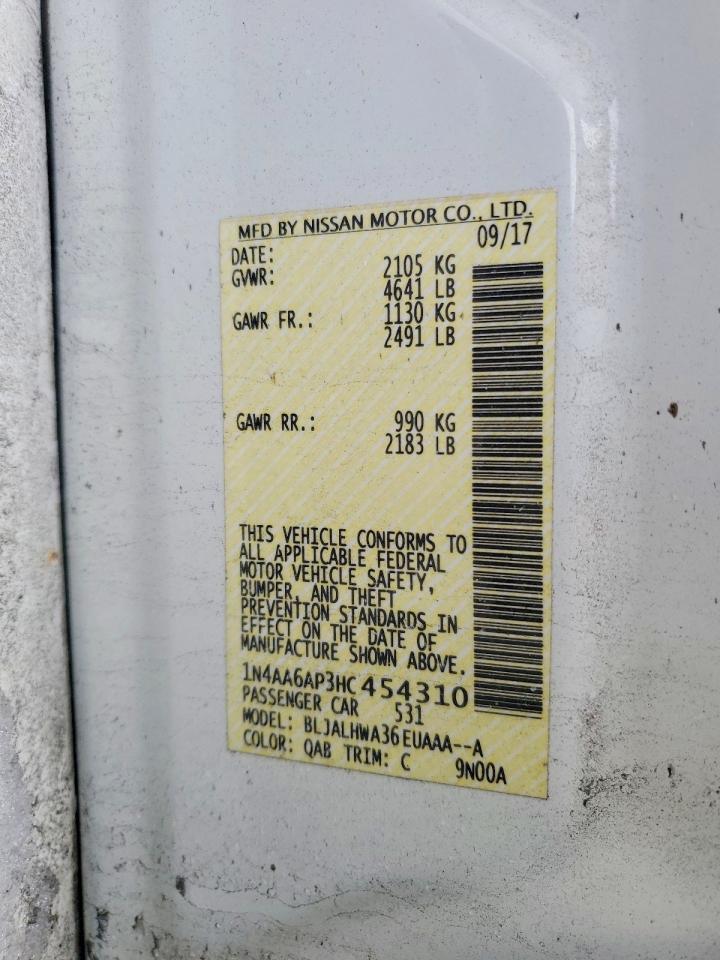 MFD BY NISSAN MOTOR CO., LTD.
DATE: 09/17
GVWR: 2105 KG
4641 LB
GAWR FR.: 1130 KG
2491 LB
GAWR RR.: 990 KG
2183 LB
THIS VEHICLE CONFORMS TO
ALL APPLICABLE FEDERAL
MOTOR VEHICLE SAFETY,
BUMPER, AND THEFT
PREVENTION STANDARDS IN
EFFECT ON THE DATE OF
MANUFACTURE SHOWN ABOVE.
1N4AA6AP3HC454310
PASSENGER CAR 531
MODEL: BLJALHWA36EUAAA--A
COLOR: QAB TRIM: C 9N00A